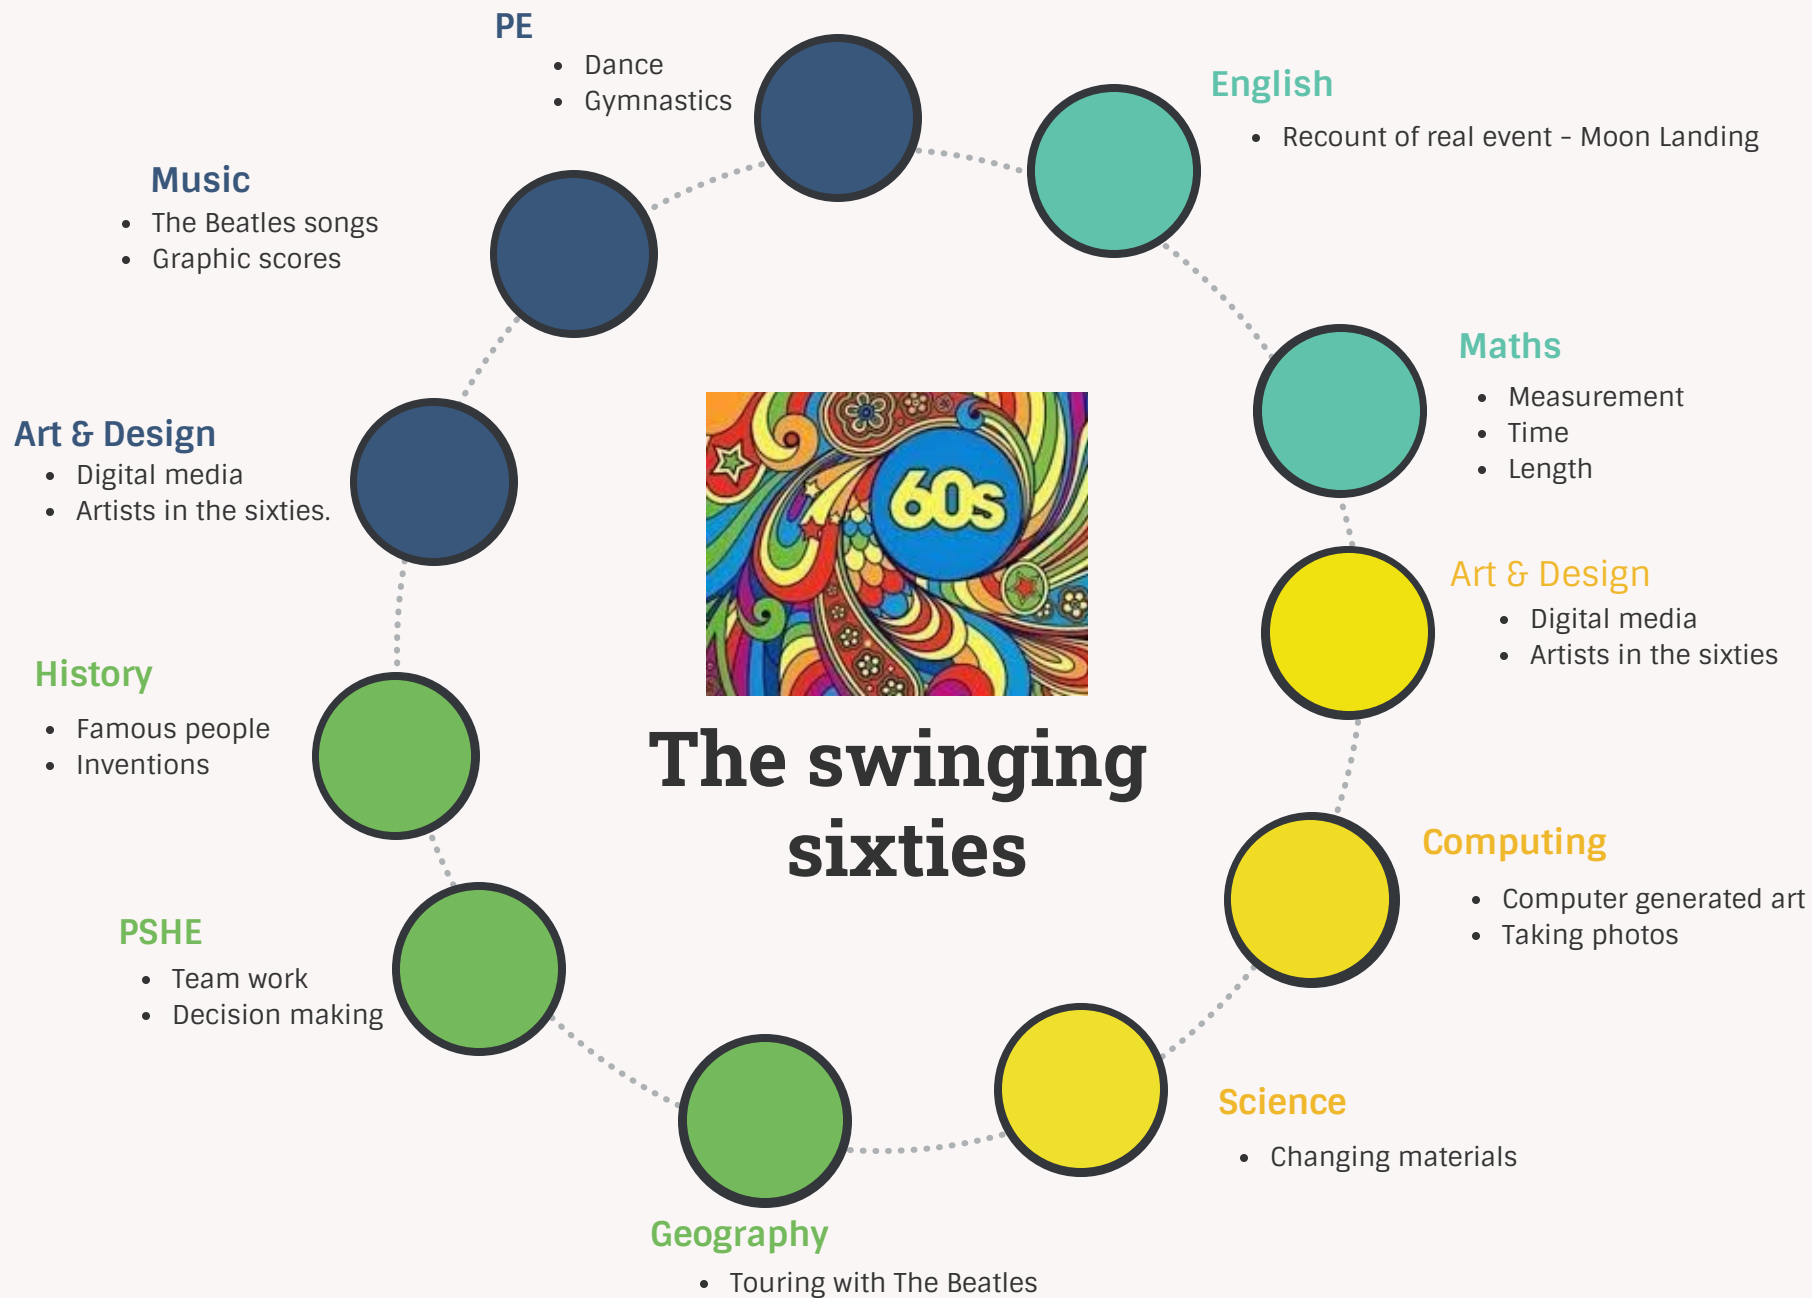 PE
• Dance
• Gymnastics
English
• Recount of real event - Moon Landing
Music
• The Beatles songs
• Graphic scores
Maths
• Measurement
• Time
• Length
Art & Design
• Digital media
• Artists in the sixties.
60s
Art & Design
• Digital media
• Artists in the sixties
History
• Famous people
• Inventions
The swinging
sixties
Computing
• Computer generated art
• Taking photos
PSHE
• Team work
• Decision making
Science
• Changing materials
Geography
• Touring with The Beatles